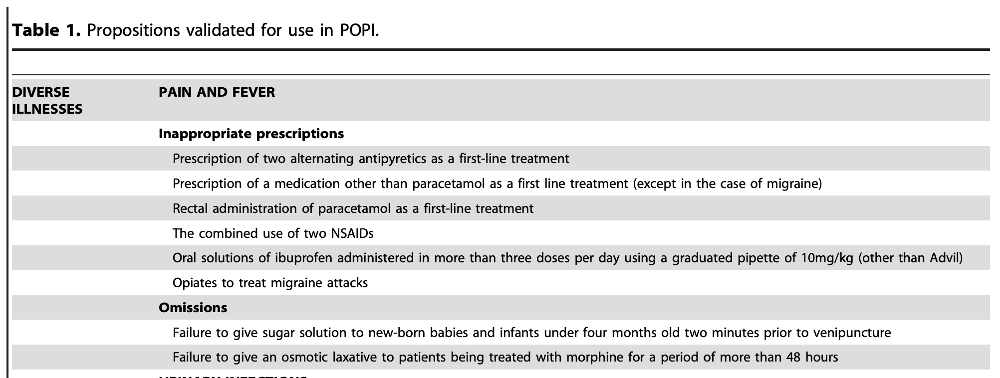 Table 1. Propositions validated for use in POPI.
DIVERSE ILLNESSES
PAIN AND FEVER
Inappropriate prescriptions
Prescription of two alternating antipyretics as a first-line treatment
Prescription of a medication other than paracetamol as a first line treatment (except in the case of migraine)
Rectal administration of paracetamol as a first-line treatment
The combined use of two NSAIDs
Oral solutions of ibuprofen administered in more than three doses per day using a graduated pipette of 10mg/kg (other than Advil)
Opiates to treat migraine attacks
Omissions
Failure to give sugar solution to new-born babies and infants under four months old two minutes prior to venipuncture
Failure to give an osmotic laxative to patients being treated with morphine for a period of more than 48 hours
URINARY INFECTIONS